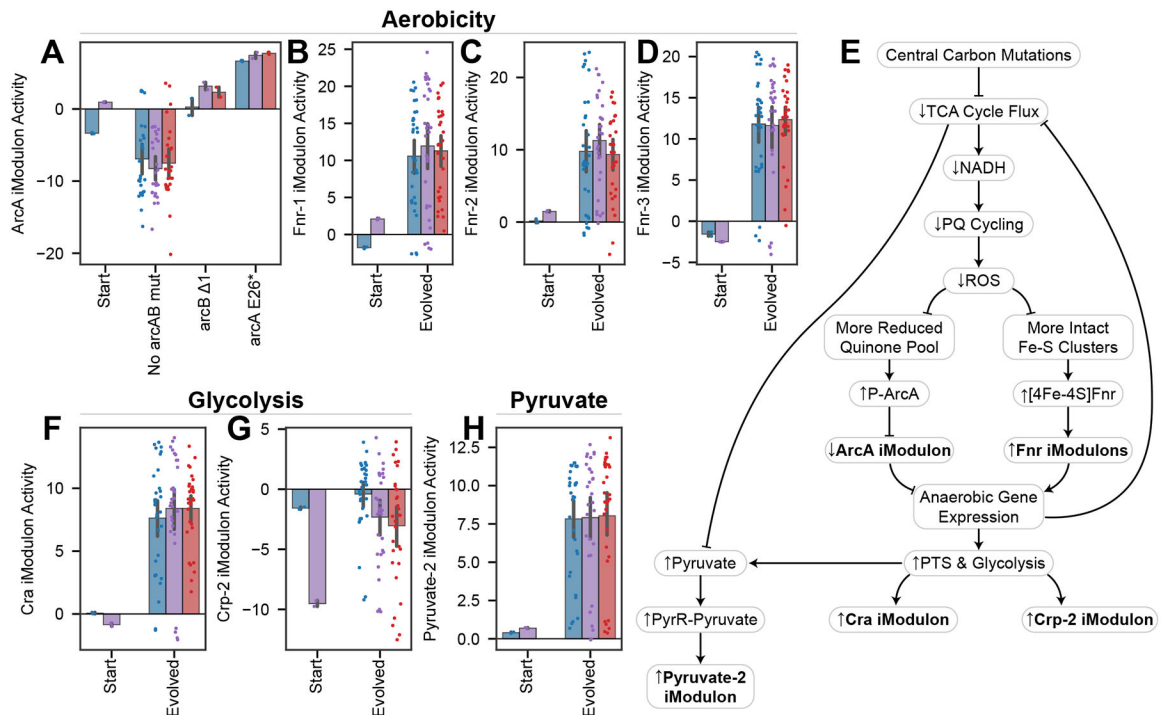 Aerobicity
A
ArcA iModulon Activity
0
−10
−20
Start
No arcAB mut
arcB Δ1
arcA E26*
B
Fnr-1 iModulon Activity
25
20
15
10
5
0
Start
Evolved
C
Fnr-2 iModulon Activity
20
10
0
Start
Evolved
D
Fnr-3 iModulon Activity
20
15
10
5
0
−5
Start
Evolved
E
Central Carbon Mutations
↓TCA Cycle Flux
↓NADH
↓PQ Cycling
↓ROS
More Reduced
Quinone Pool
More Intact
Fe-S Clusters
↑P-ArcA
↑[4Fe-4S]Fnr
↓ArcA iModulon
↑Fnr iModulons
Anaerobic Gene
Expression
↑Pyruvate
↑PTS & Glycolysis
↑PyrR-Pyruvate
↑Cra iModulon
↑Crp-2 iModulon
↑Pyruvate-2
iModulon
Glycolysis
F
Cra iModulon Activity
10
5
0
Start
Evolved
G
Crp-2 iModulon Activity
5
0
−5
−10
Start
Evolved
Pyruvate
H
Pyruvate-2 iModulon Activity
12.5
10.0
7.5
5.0
2.5
0.0
Start
Evolved